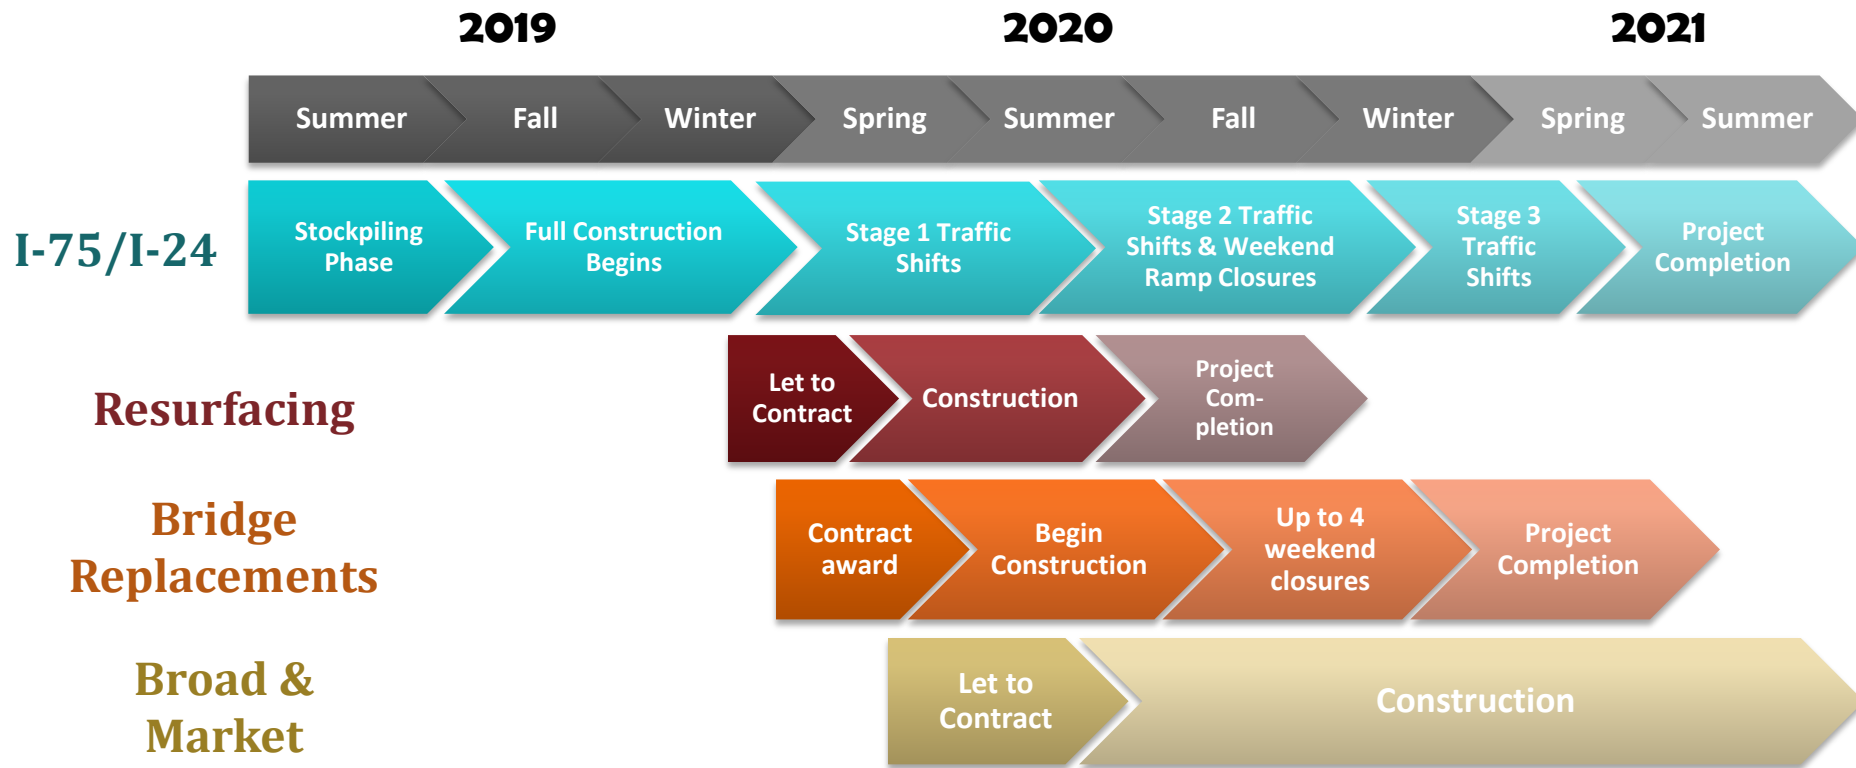 2019
2020
2021
Summer
Fall
Winter
Spring
Summer
Fall
Winter
Spring
Summer
I-75/I-24
Stockpiling
Phase
Full Construction
Begins
Stage 1 Traffic
Shifts
Stage 2 Traffic
Shifts & Weekend
Ramp Closures
Stage 3
Traffic
Shifts
Project
Completion
Resurfacing
Let to
Contract
Construction
Project
Com-
pletion
Bridge
Replacements
Contract
award
Begin
Construction
Up to 4
weekend
closures
Project
Completion
Broad &
Market
Let to
Contract
Construction